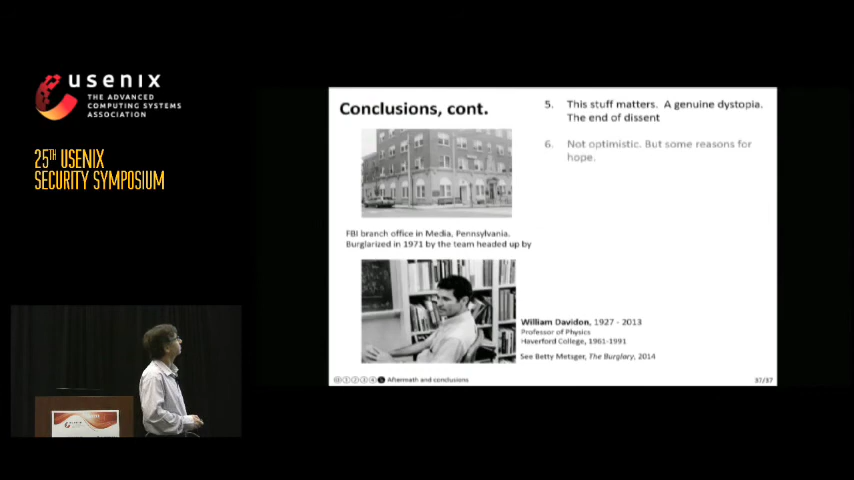 usenix
THE ADVANCED
COMPUTING SYSTEMS
ASSOCIATION
25TH USENIX
SECURITY SYMPOSIUM
Conclusions, cont.
FBI branch office in Media, Pennsylvania.
Burglarized in 1971 by the team headed up by
William Davidon, 1927 - 2013
Professor of Physics
Haverford College, 1961-1991
See Betty Metsger, The Burglary, 2014
5. This stuff matters. A genuine dystopia.
The end of dissent
6. Not optimistic. But some reasons for
hope.
Aftermath and conclusions
37/37
usenix